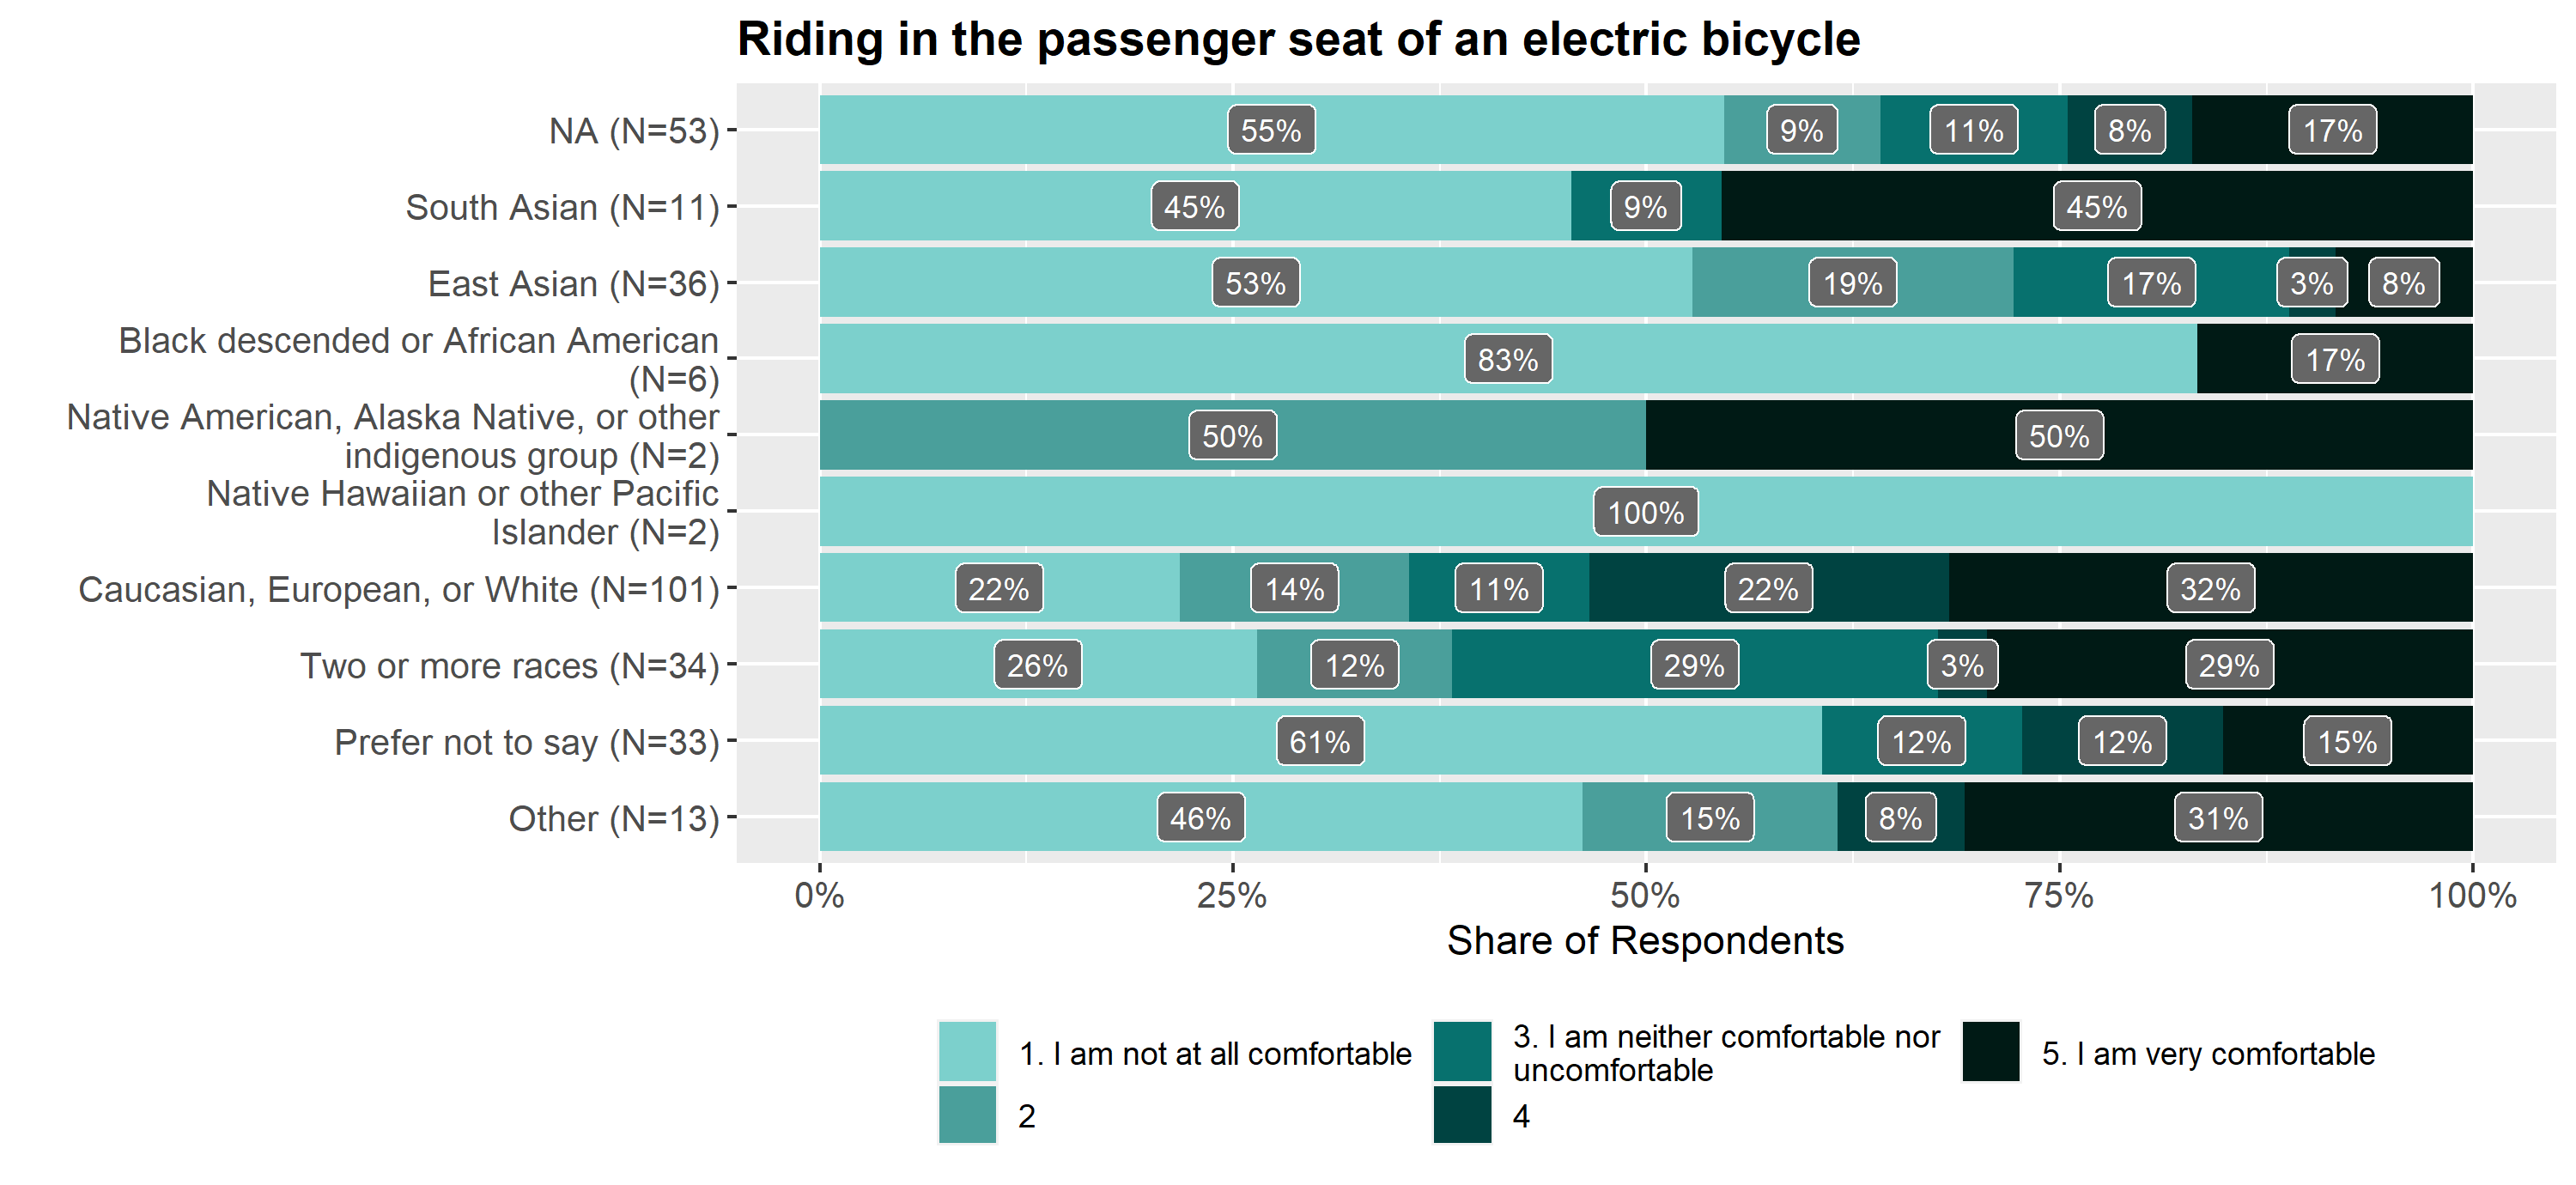 Riding in the passenger seat of an electric bicycle
NA (N=53)
55%
9%
11%
8%
17%
South Asian (N=11)
45%
9%
45%
East Asian (N=36)
53%
19%
17%
3%
8%
Black descended or African American
(N=6)
83%
17%
Native American, Alaska Native, or other
indigenous group (N=2)
50%
50%
Native Hawaiian or other Pacific
Islander (N=2)
100%
Caucasian, European, or White (N=101)
22%
14%
11%
22%
32%
Two or more races (N=34)
26%
12%
29%
3%
29%
Prefer not to say (N=33)
61%
12%
12%
15%
Other (N=13)
46%
15%
8%
31%
0%
25%
50%
75%
100%
Share of Respondents
1. I am not at all comfortable
2
3. I am neither comfortable nor
uncomfortable
4
5. I am very comfortable